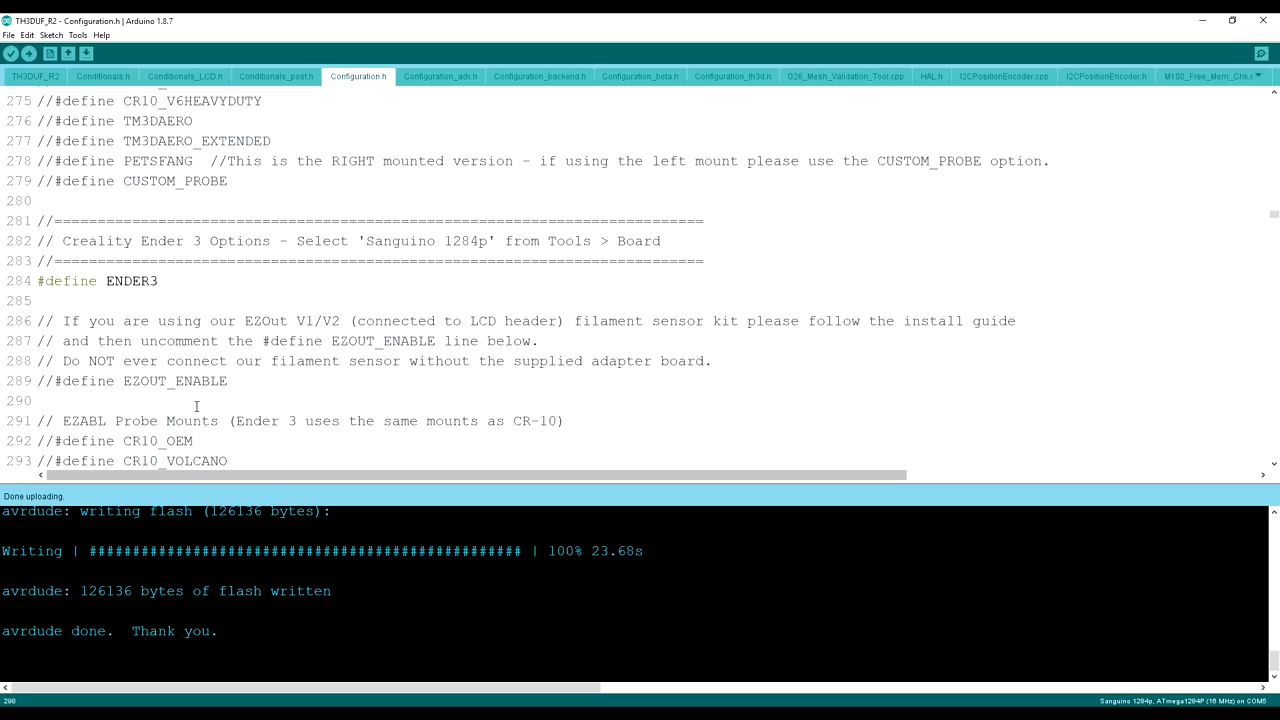 TH3DUF_R2 - Configuration.h | Arduino 1.8.7
File Edit Sketch Tools Help
TH3DUF_R2 Conditionals.h Conditionals_LCD.h Conditionals_post.h Configuration.h Configuration_adv.h Configuration_backend.h Configuration_beta.h Configuration_th3d.h G26_Mesh_Validation_Tool.cpp HAL.h I2CPositionEncoder.cpp I2CPositionEncoder.h M100_Free_Mem_Chk.c
275 //#define CR10_V6HEAVYDUTY
276 //#define TM3DAERO
277 //#define TM3DAERO_EXTENDED
278 //#define PETSFANG  //This is the RIGHT mounted version - if using the left mount please use the CUSTOM_PROBE option.
279 //#define CUSTOM_PROBE
280
281 //===========================================================================
282 // Creality Ender 3 Options - Select 'Sanguino 1284p' from Tools > Board
283 //===========================================================================
284 #define ENDER3
285
286 // If you are using our EZOut V1/V2 (connected to LCD header) filament sensor kit please follow the install guide
287 // and then uncomment the #define EZOUT_ENABLE line below.
288 // Do NOT ever connect our filament sensor without the supplied adapter board.
289 //#define EZOUT_ENABLE
290
291 // EZABL Probe Mounts (Ender 3 uses the same mounts as CR-10)
292 //#define CR10_OEM
293 //#define CR10_VOLCANO
Done uploading.
avrdude: writing flash (126136 bytes):
Writing | ################################################## | 100% 23.68s
avrdude: 126136 bytes of flash written
avrdude done.  Thank you.
298 Sanguino 1284p, ATmega1284P (16 MHz) on COM5